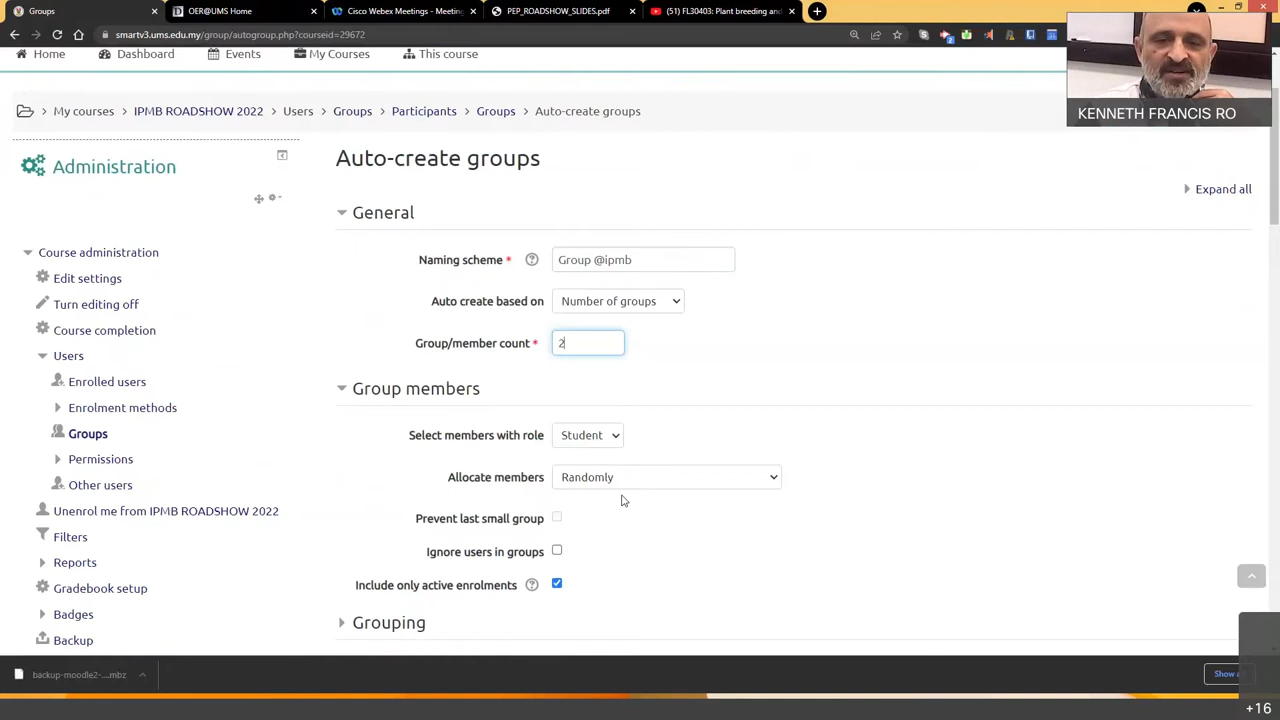 Groups
OER@UMS Home
Cisco Webex Meetings - Meeting
PEP_ROADSHOW_SLIDES.pdf
(51) FL30403: Plant breeding and
smartv3.ums.edu.my/group/autogroup.php?courseid=29672
Home
Dashboard
Events
My Courses
This course
KENNETH FRANCIS RO
My courses > IPMB ROADSHOW 2022 > Users > Groups > Participants > Groups > Auto-create groups
Administration
Course administration
Edit settings
Turn editing off
Course completion
Users
Enrolled users
Enrolment methods
Groups
Permissions
Other users
Unenrol me from IPMB ROADSHOW 2022
Filters
Reports
Gradebook setup
Badges
Backup
Auto-create groups
Expand all
General
Naming scheme * Group @ipmb
Auto create based on Number of groups
Group/member count * 2
Group members
Select members with role Student
Allocate members Randomly
Prevent last small group
Ignore users in groups
Include only active enrolments
Grouping
backup-moodle2-....mbz
Show a
+16